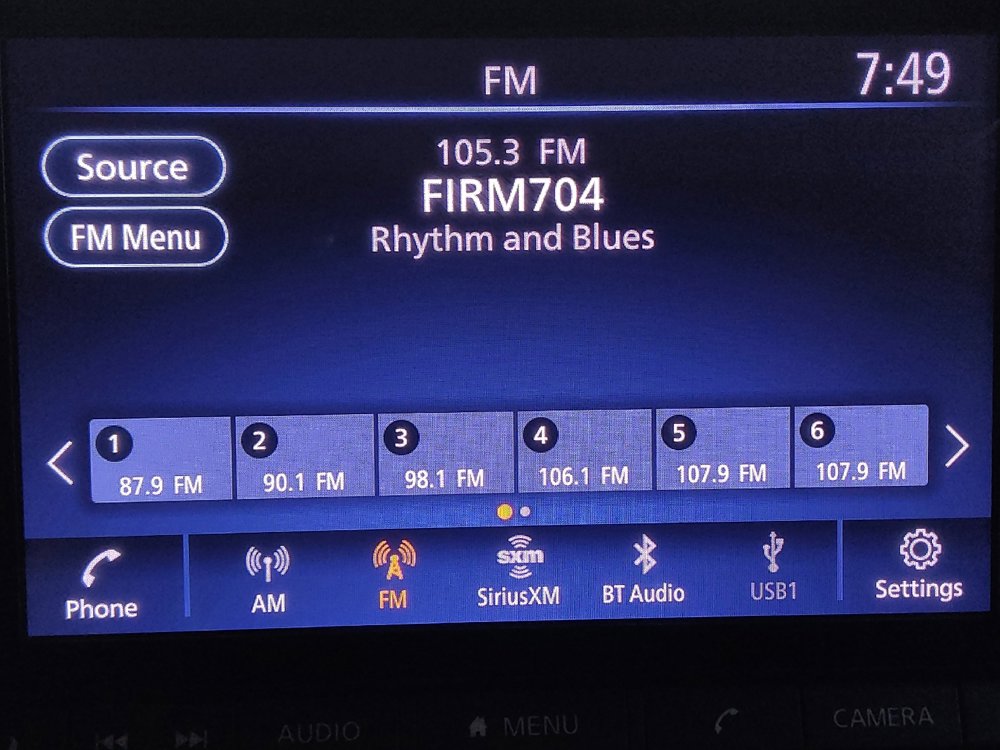 FM
7:49
Source
FM Menu
105.3 FM
FIRM704
Rhythm and Blues
1
87.9 FM
2
90.1 FM
3
98.1 FM
4
106.1 FM
5
107.9 FM
6
107.9 FM
Phone
AM
FM
sxm
SiriusXM
BT Audio
USB1
Settings
AUDIO
MENU
CAMERA